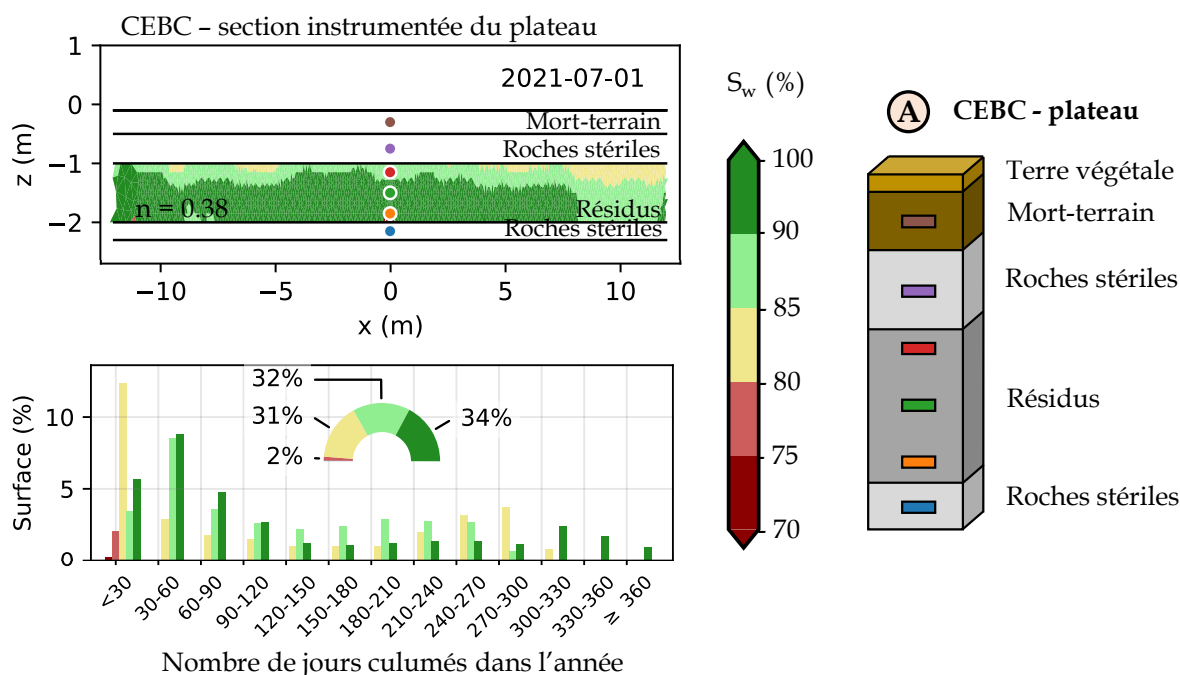 CEBC – section instrumentée du plateau
1
0
−1
−2
z (m)
2021-07-01
Mort-terrain
Roches stériles
n = 0.38
Résidus
Roches stériles
−10
−5
0
5
10
x (m)
S_w (%)
100
90
85
80
75
70
A CEBC - plateau
Terre végétale
Mort-terrain
Roches stériles
Résidus
Roches stériles
Surface (%)
10
5
0
32%
31%
34%
2%
<30
30-60
60-90
90-120
120-150
150-180
180-210
210-240
240-270
270-300
300-330
330-360
≥ 360
Nombre de jours culumés dans l’année